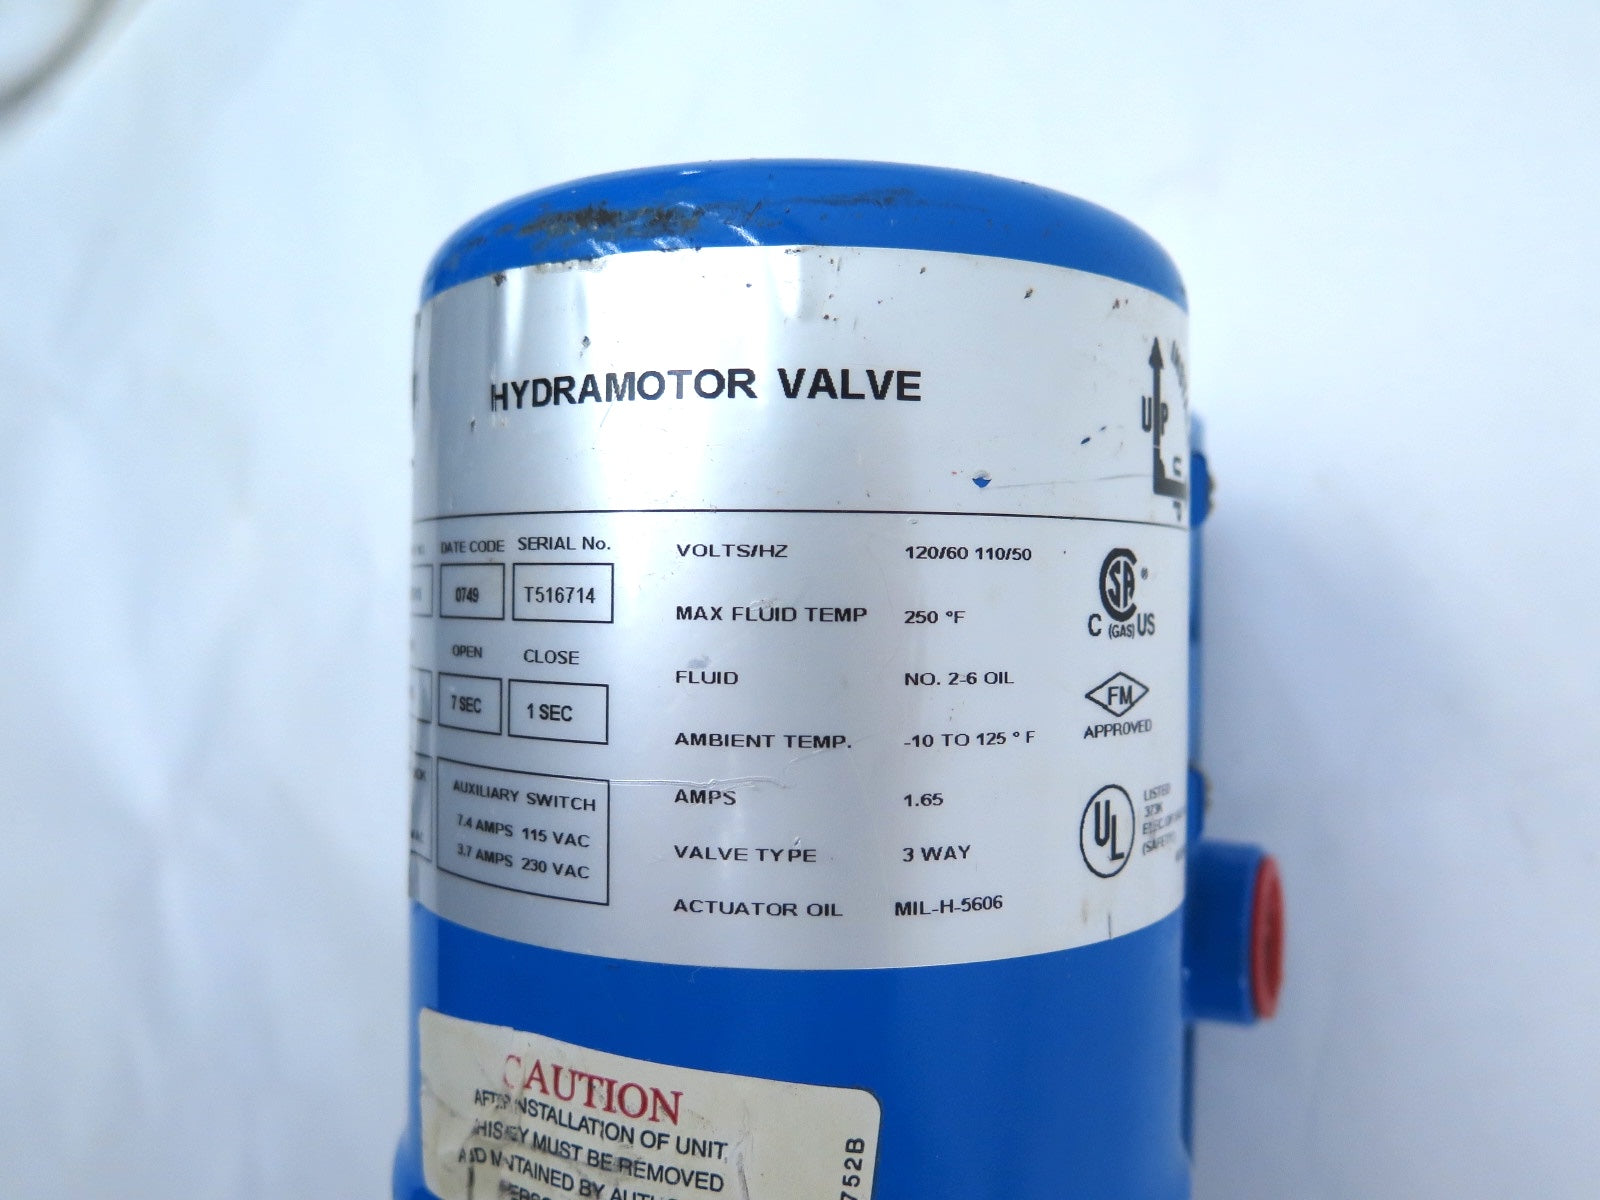 HYDRAMOTOR VALVE
UP
DATE CODE SERIAL No.
0749 T516714
OPEN CLOSE
7 SEC 1 SEC
AUXILIARY SWITCH
7.4 AMPS 115 VAC
3.7 AMPS 230 VAC
VOLTS/HZ 120/60 110/50
MAX FLUID TEMP 250 °F
FLUID NO. 2-6 OIL
AMBIENT TEMP. -10 TO 125 ° F
AMPS 1.65
VALVE TYPE 3 WAY
ACTUATOR OIL MIL-H-5606
CSA ®
C (GAS) US
FM
APPROVED
UL
LISTED
CAUTION
AFTER INSTALLATION OF UNIT,
KEY MUST BE REMOVED
BY
752B